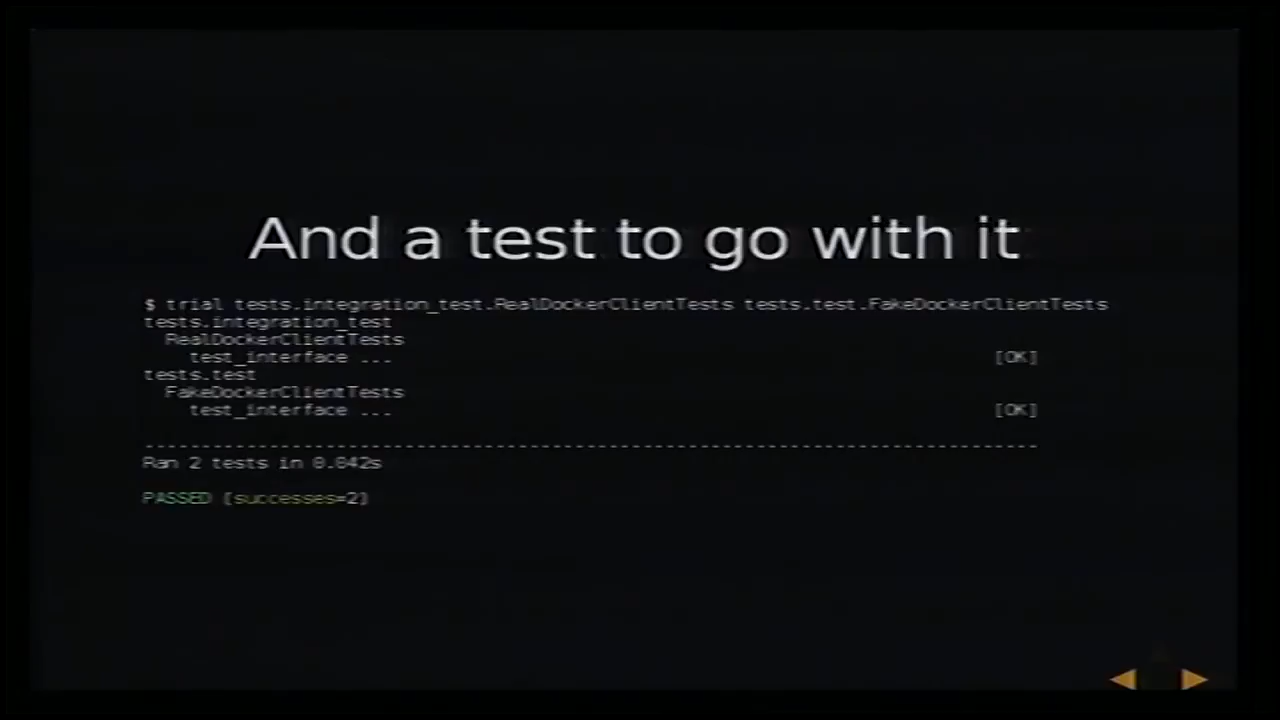 And a test to go with it
$ trial tests.integration_test.RealDockerClientTests tests.test.FakeDockerClientTests
tests.integration_test
RealDockerClientTests
test_interface ... [OK]
tests.test
FakeDockerClientTests
test_interface ... [OK]
-------------------------------------------------------------------------------
Ran 2 tests in 0.042s
PASSED (successes=2)